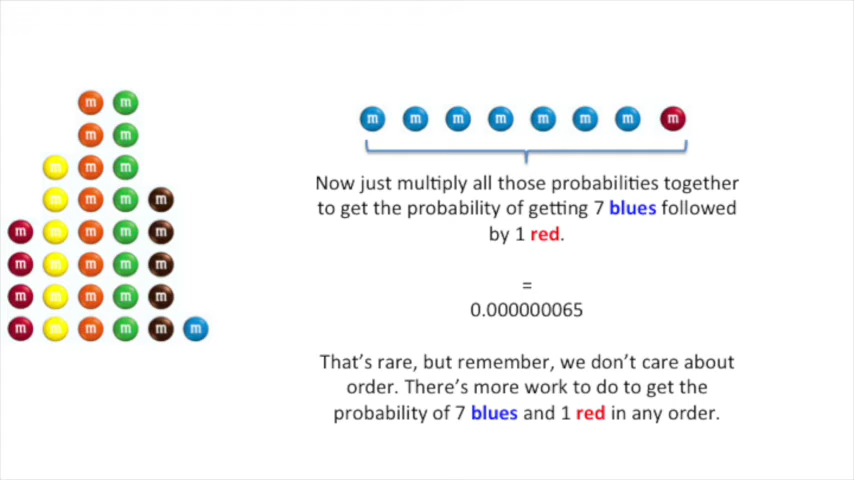 m m
m m m m m m m m m m
m m m
m m m m
m m m m m
m m m m m
m m m m m
m m m m m m
Now just multiply all those probabilities together
to get the probability of getting 7 blues followed
by 1 red.
=
0.000000065
That's rare, but remember, we don't care about
order. There's more work to do to get the
probability of 7 blues and 1 red in any order.